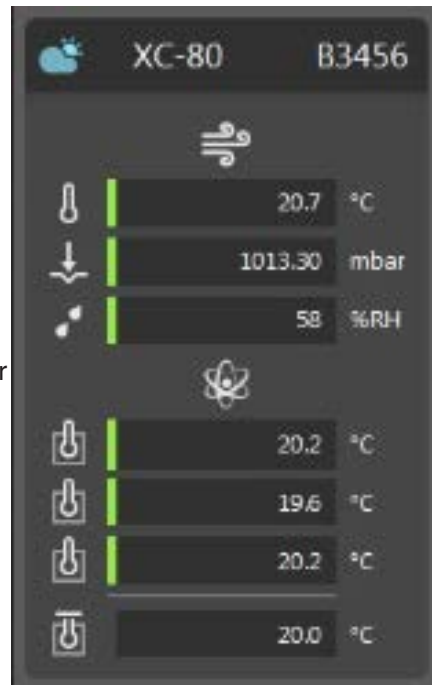 XC-80 B3456
20.7 °C
1013.30 mbar
58 %RH
r
20.2 °C
19.6 °C
20.2 °C
20.0 °C